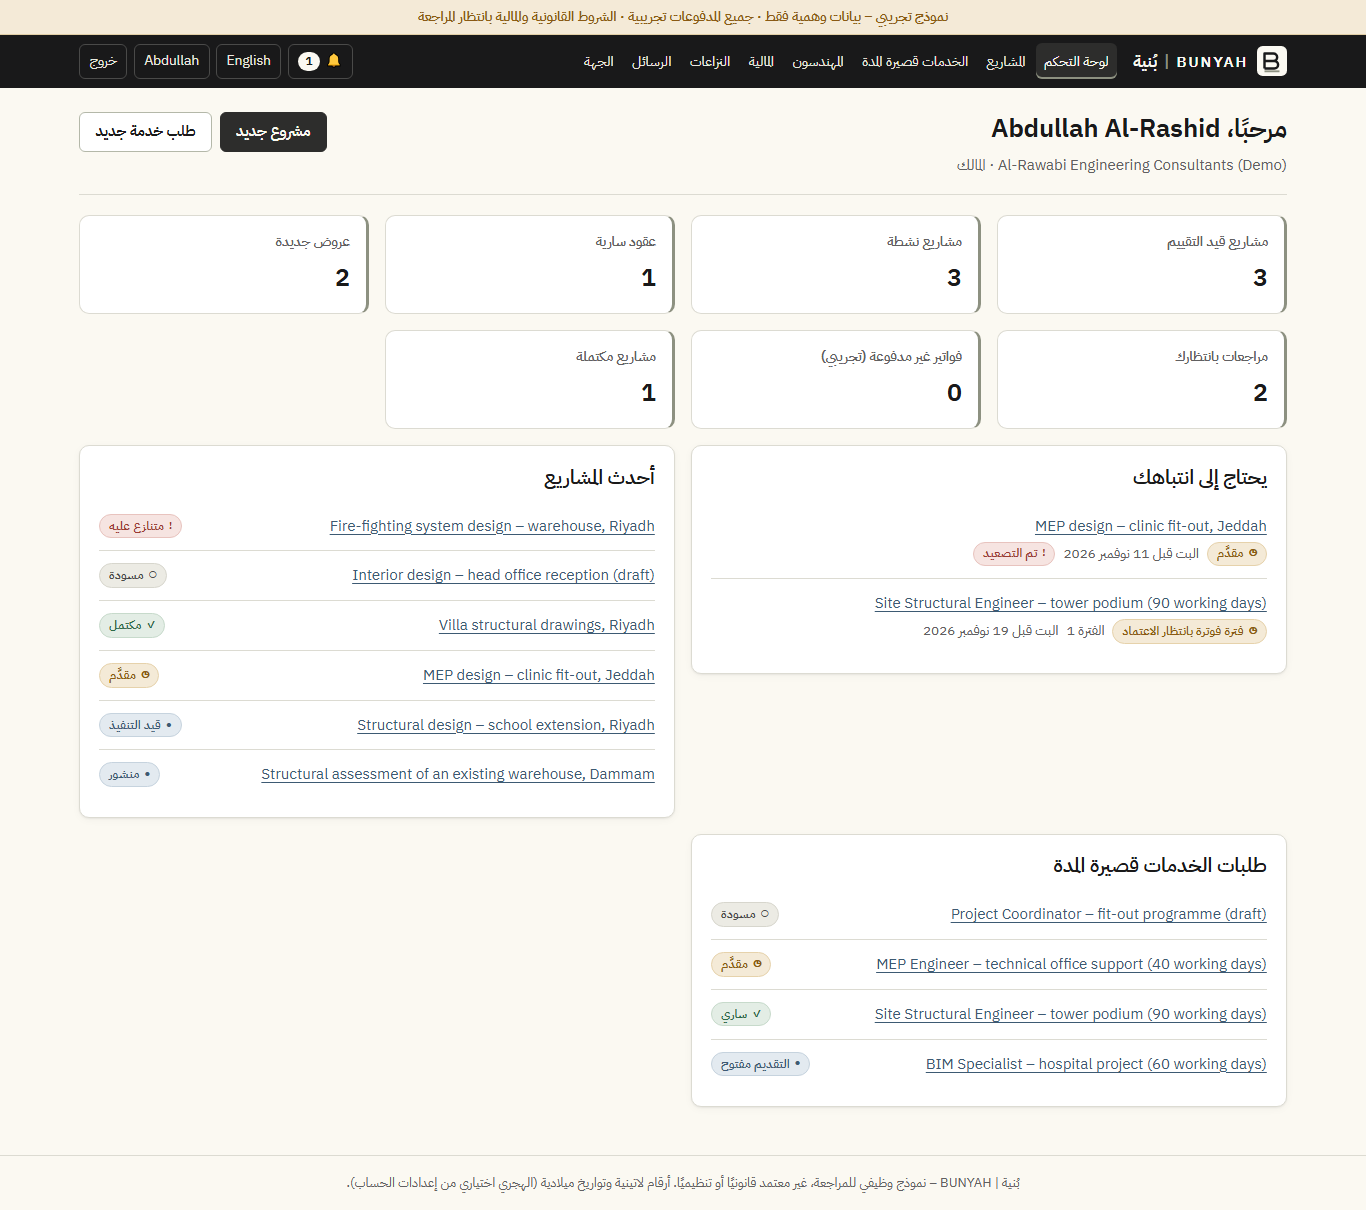 نموذج تجريبي – بيانات وهمية فقط · جميع المدفوعات تجريبية · الشروط القانونية والمالية بانتظار المراجعة
BUNYAH | بُنية
لوحة التحكم
المشاريع
الخدمات قصيرة المدة
المهندسون
المالية
النزاعات
الرسائل
الجهة
1
English
Abdullah
خروج
مرحبًا، Abdullah Al-Rashid
Al-Rawabi Engineering Consultants (Demo) · المالك
مشروع جديد
طلب خدمة جديد
مشاريع قيد التقييم
3
مشاريع نشطة
3
عقود سارية
1
عروض جديدة
2
مراجعات بانتظارك
2
فواتير غير مدفوعة (تجريبي)
0
مشاريع مكتملة
1
يحتاج إلى انتباهك
MEP design – clinic fit-out, Jeddah
مقدَّم البت قبل 11 نوفمبر 2026 ! تم التصعيد
Site Structural Engineer – tower podium (90 working days)
فترة فوترة بانتظار الاعتماد الفترة 1 البت قبل 19 نوفمبر 2026
أحدث المشاريع
Fire-fighting system design – warehouse, Riyadh ! متنازع عليه
Interior design – head office reception (draft) ○ مسودة
Villa structural drawings, Riyadh ✓ مكتمل
MEP design – clinic fit-out, Jeddah مقدَّم
Structural design – school extension, Riyadh • قيد التنفيذ
Structural assessment of an existing warehouse, Dammam • منشور
طلبات الخدمات قصيرة المدة
Project Coordinator – fit-out programme (draft) ○ مسودة
MEP Engineer – technical office support (40 working days) مقدَّم
Site Structural Engineer – tower podium (90 working days) ✓ ساري
BIM Specialist – hospital project (60 working days) • التقديم مفتوح
بُنية | BUNYAH – نموذج وظيفي للمراجعة، غير معتمد قانونيًا أو تنظيميًا. أرقام لاتينية وتواريخ ميلادية (الهجري اختياري من إعدادات الحساب).